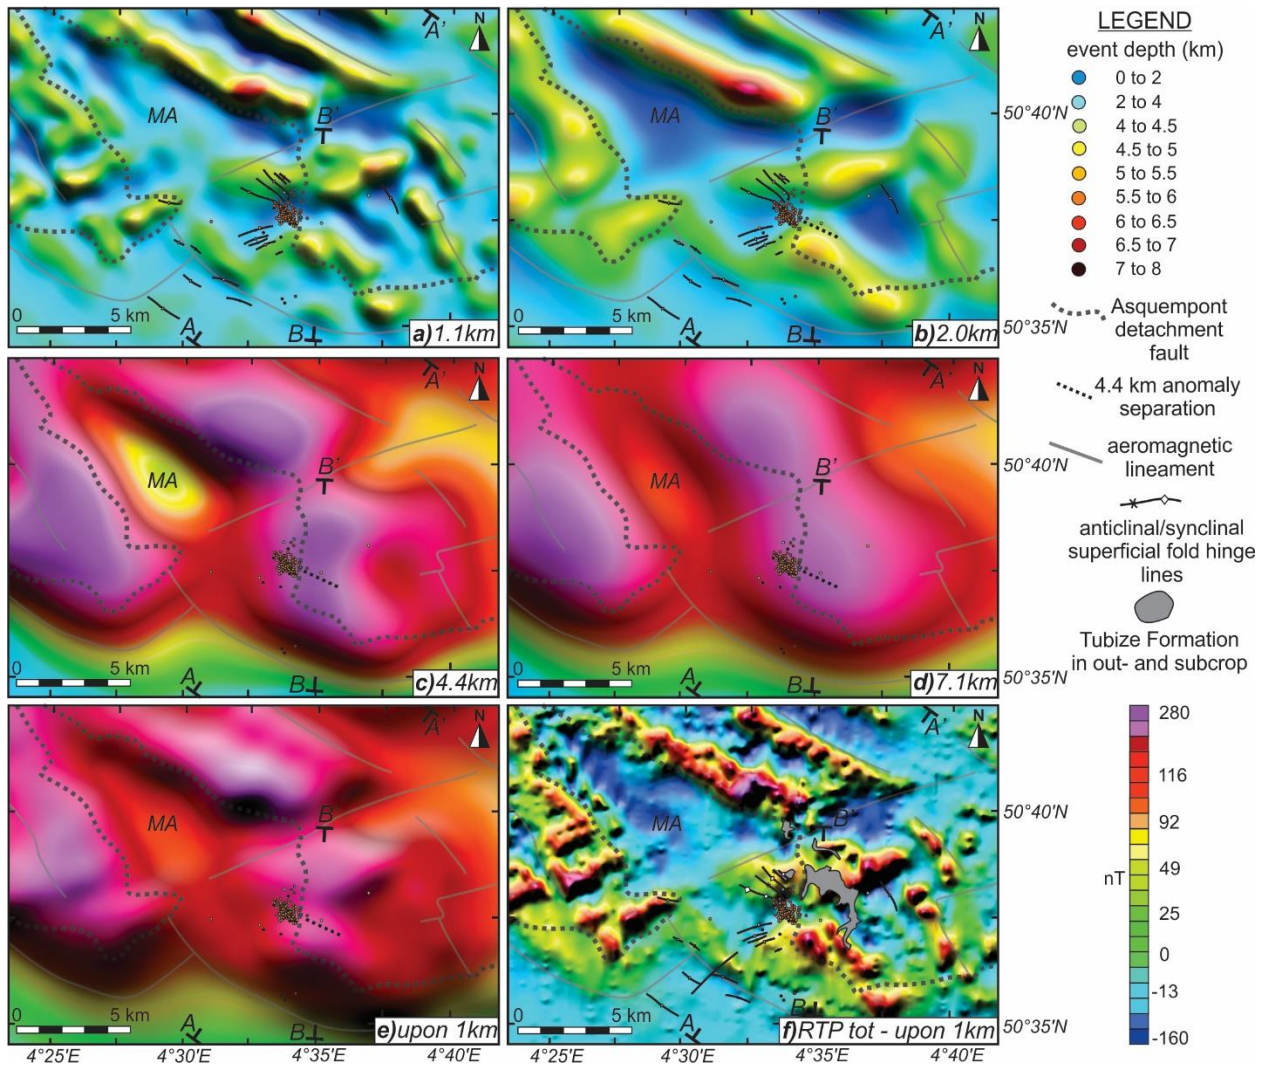 A'
N
MA
B'
0
5 km
A
B
a)1.1km
A'
N
MA
B'
0
5 km
A
B
b)2.0km
50°40'N
50°35'N
A'
N
MA
B'
0
5 km
A
B
c)4.4km
A'
N
MA
B'
0
5 km
A
B
d)7.1km
50°40'N
50°35'N
A'
N
MA
B'
0
5 km
A
B
e)upon 1km
A'
N
MA
B'
0
5 km
A
B
f)RTP tot - upon 1km
50°40'N
50°35'N
4°25'E
4°30'E
4°35'E
4°40'E
4°25'E
4°30'E
4°35'E
4°40'E
LEGEND
event depth (km)
0 to 2
2 to 4
4 to 4.5
4.5 to 5
5 to 5.5
5.5 to 6
6 to 6.5
6.5 to 7
7 to 8
Asquempont
detachment
fault
4.4 km anomaly
separation
aeromagnetic
lineament
anticlinal/synclinal
superficial fold hinge
lines
Tubize Formation
in out- and subcrop
280
116
92
nT
49
25
0
-13
-160